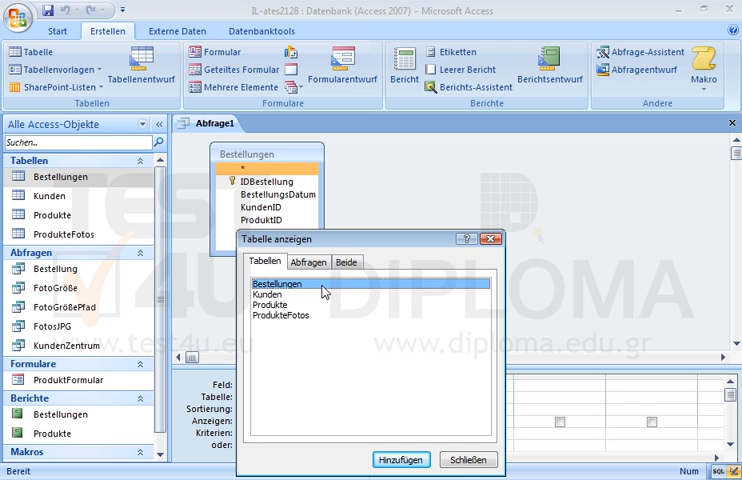 IL-ates2128 : Datenbank (Access 2007) - Microsoft Access
Start Erstellen Externe Daten Datenbanktools
Tabelle
Tabellenvorlagen
SharePoint-Listen
Tabellenentwurf
Tabellen
Formular
Geteiltes Formular
Mehrere Elemente
Formularentwurf
Formulare
Bericht
Etiketten
Leerer Bericht
Berichts-Assistent
Berichtsentwurf
Berichte
Abfrage-Assistent
Abfrageentwurf
Makro
Andere
Alle Access-Objekte
Suchen...
Tabellen
Bestellungen
Kunden
Produkte
ProdukteFotos
Abfragen
Bestellung
FotoGröße
FotoGrößePfad
FotosJPG
KundenZentrum
Formulare
ProduktFormular
Berichte
Bestellungen
Produkte
Makros
Abfrage1
Bestellungen
*
IDBestellung
BestellungsDatum
KundenID
ProduktID
Tabelle anzeigen
Tabellen Abfragen Beide
Bestellungen
Kunden
Produkte
ProdukteFotos
Hinzufügen Schließen
Feld:
Tabelle:
Sortierung:
Anzeigen:
Kriterien:
oder:
Bereit
Num
SQL
TEST
4U
www.test4u.eu
DIPLOMA
www.diploma.edu.gr